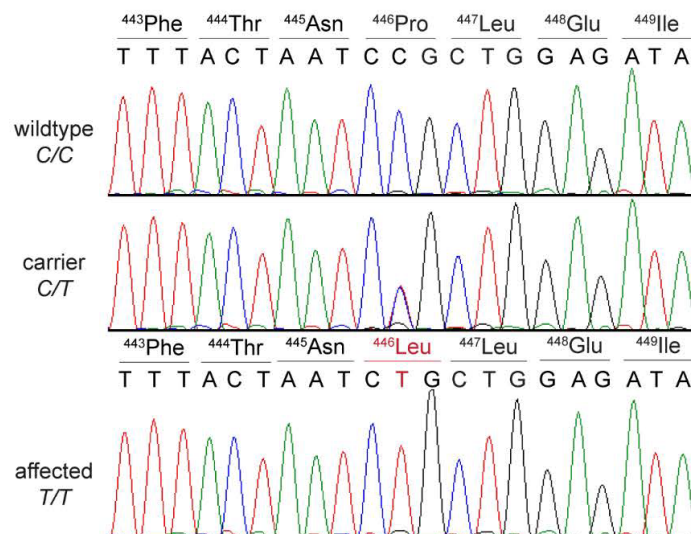 ⁴⁴³Phe ⁴⁴⁴Thr ⁴⁴⁵Asn ⁴⁴⁶Pro ⁴⁴⁷Leu ⁴⁴⁸Glu ⁴⁴⁹Ile
T T T A C T A A T C C G C T G G A G A T A
wildtype
C/C
carrier
C/T
⁴⁴³Phe ⁴⁴⁴Thr ⁴⁴⁵Asn ⁴⁴⁶Leu ⁴⁴⁷Leu ⁴⁴⁸Glu ⁴⁴⁹Ile
T T T A C T A A T C T G C T G G A G A T A
affected
T/T